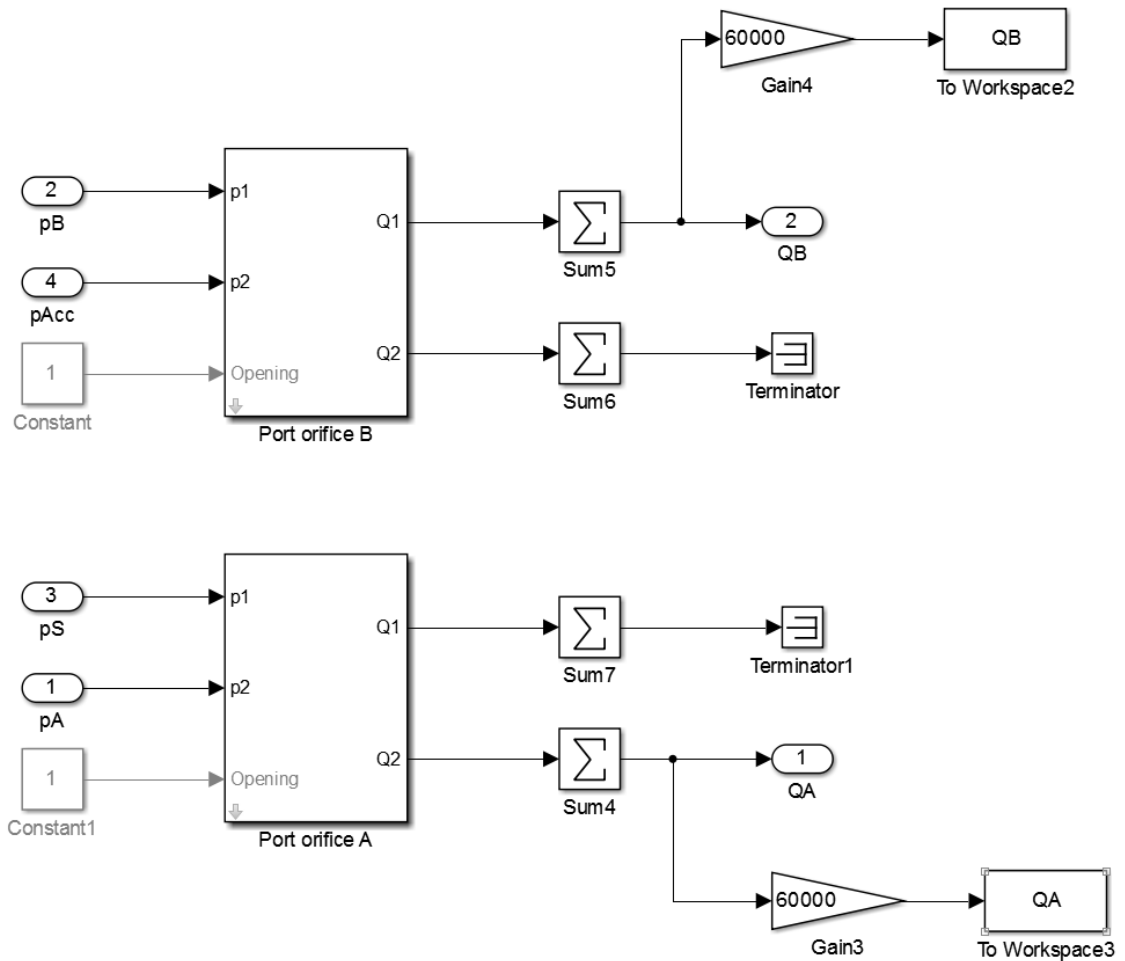 60000
QB
Gain4
To Workspace2
2
pB
p1
Q1
Σ
2
Sum5
QB
4
pAcc
p2
1
Constant
Opening
Q2
Σ
Sum6
Terminator
Port orifice B
3
pS
p1
Q1
Σ
Sum7
Terminator1
1
pA
p2
1
Constant1
Opening
Q2
Σ
1
Sum4
QA
Port orifice A
60000
QA
Gain3
To Workspace3